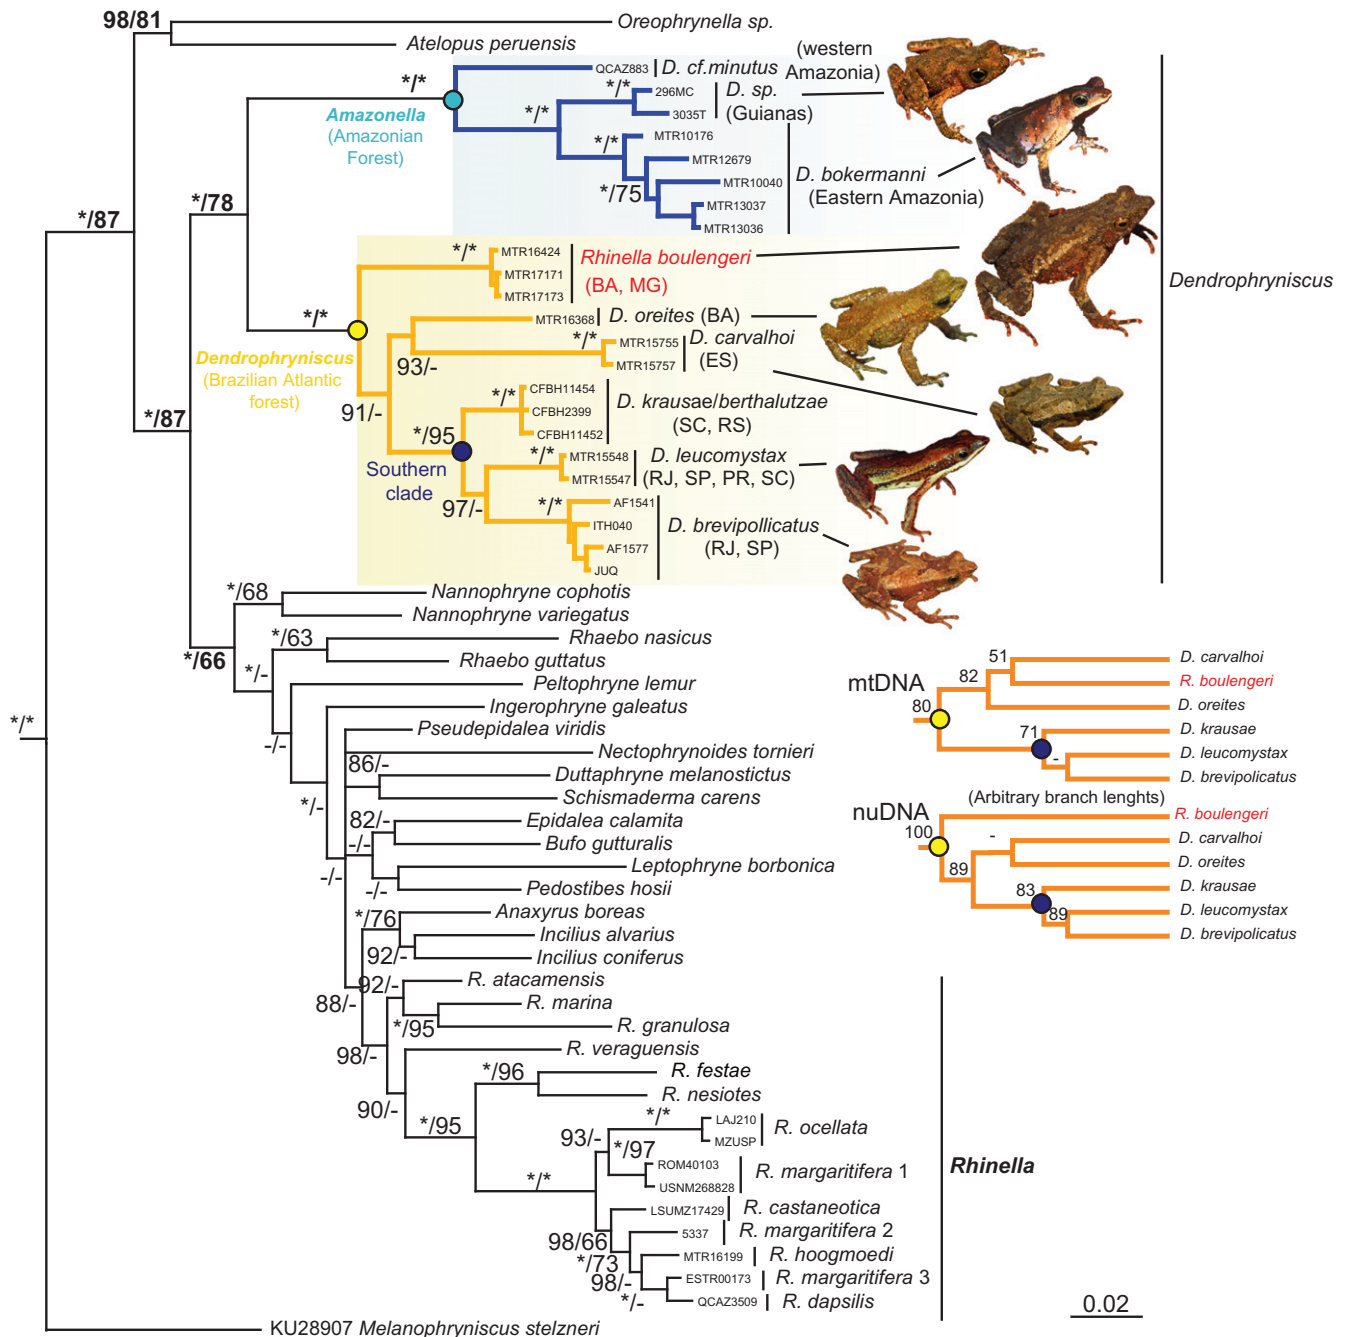 98/81
Oreophrynella sp.
Atelopus peruensis
*/*
QCAZ883
D. cf.minutus
(western
Amazonia)
Amazonella
(Amazonian
Forest)
*/*
*/*
296MC
3035T
D. sp.
(Guianas)
*/*
MTR10176
MTR12679
*/75
MTR10040
MTR13037
MTR13036
D. bokermanni
(Eastern Amazonia)
*/78
*/87
*/*
MTR16424
MTR17171
MTR17173
Rhinella boulengeri
(BA, MG)
Dendrophryniscus
*/*
MTR16368
D. oreites (BA)
*/*
MTR15755
MTR15757
D. carvalhoi
(ES)
93/-
Dendrophryniscus
(Brazilian Atlantic
forest)
91/-
*/87
*/*
CFBH11454
CFBH2399
CFBH11452
D. krausae/berthalutzae
(SC, RS)
*/95
Southern
clade
*/*
MTR15548
MTR15547
D. leucomystax
(RJ, SP, PR, SC)
97/-
*/*
AF1541
ITH040
AF1577
JUQ
D. brevipollicatus
(RJ, SP)
*/68
Nannophryne cophotis
Nannophryne variegatus
*/66
*/63
Rhaebo nasicus
Rhaebo guttatus
*/-
Peltophryne lemur
Ingerophryne galeatus
*/*
-/-
Pseudepidalea viridis
Nectophrynoides tornieri
86/-
Duttaphryne melanostictus
Schismaderma carens
*/-
82/-
Epidalea calamita
Bufo gutturalis
-/-
Leptophryne borbonica
-/-
-/-
Pedostibes hosii
*/76
Anaxyrus boreas
Incilius alvarius
92/-
Incilius coniferus
92/-
R. atacamensis
88/-
R. marina
*/95
R. granulosa
98/-
R. veraguensis
*/96
R. festae
R. nesiotes
90/-
*/95
*/*
LAJ210
MZUSP
R. ocellata
93/-
*/97
ROM40103
USNM268828
R. margaritifera 1
*/*
LSUMZ17429
R. castaneotica
98/66
5337
R. margaritifera 2
*/73
MTR16199
R. hoogmoedi
98/-
ESTR00173
R. margaritifera 3
*/-
QCAZ3509
R. dapsilis
Rhinella
KU28907 Melanophryniscus stelzneri
mtDNA
80
82
51
D. carvalhoi
R. boulengeri
D. oreites
71
D. krausae
-
D. leucomystax
D. brevipolicatus
(Arbitrary branch lenghts)
nuDNA
100
R. boulengeri
-
D. carvalhoi
D. oreites
89
83
D. krausae
89
D. leucomystax
D. brevipolicatus
0.02